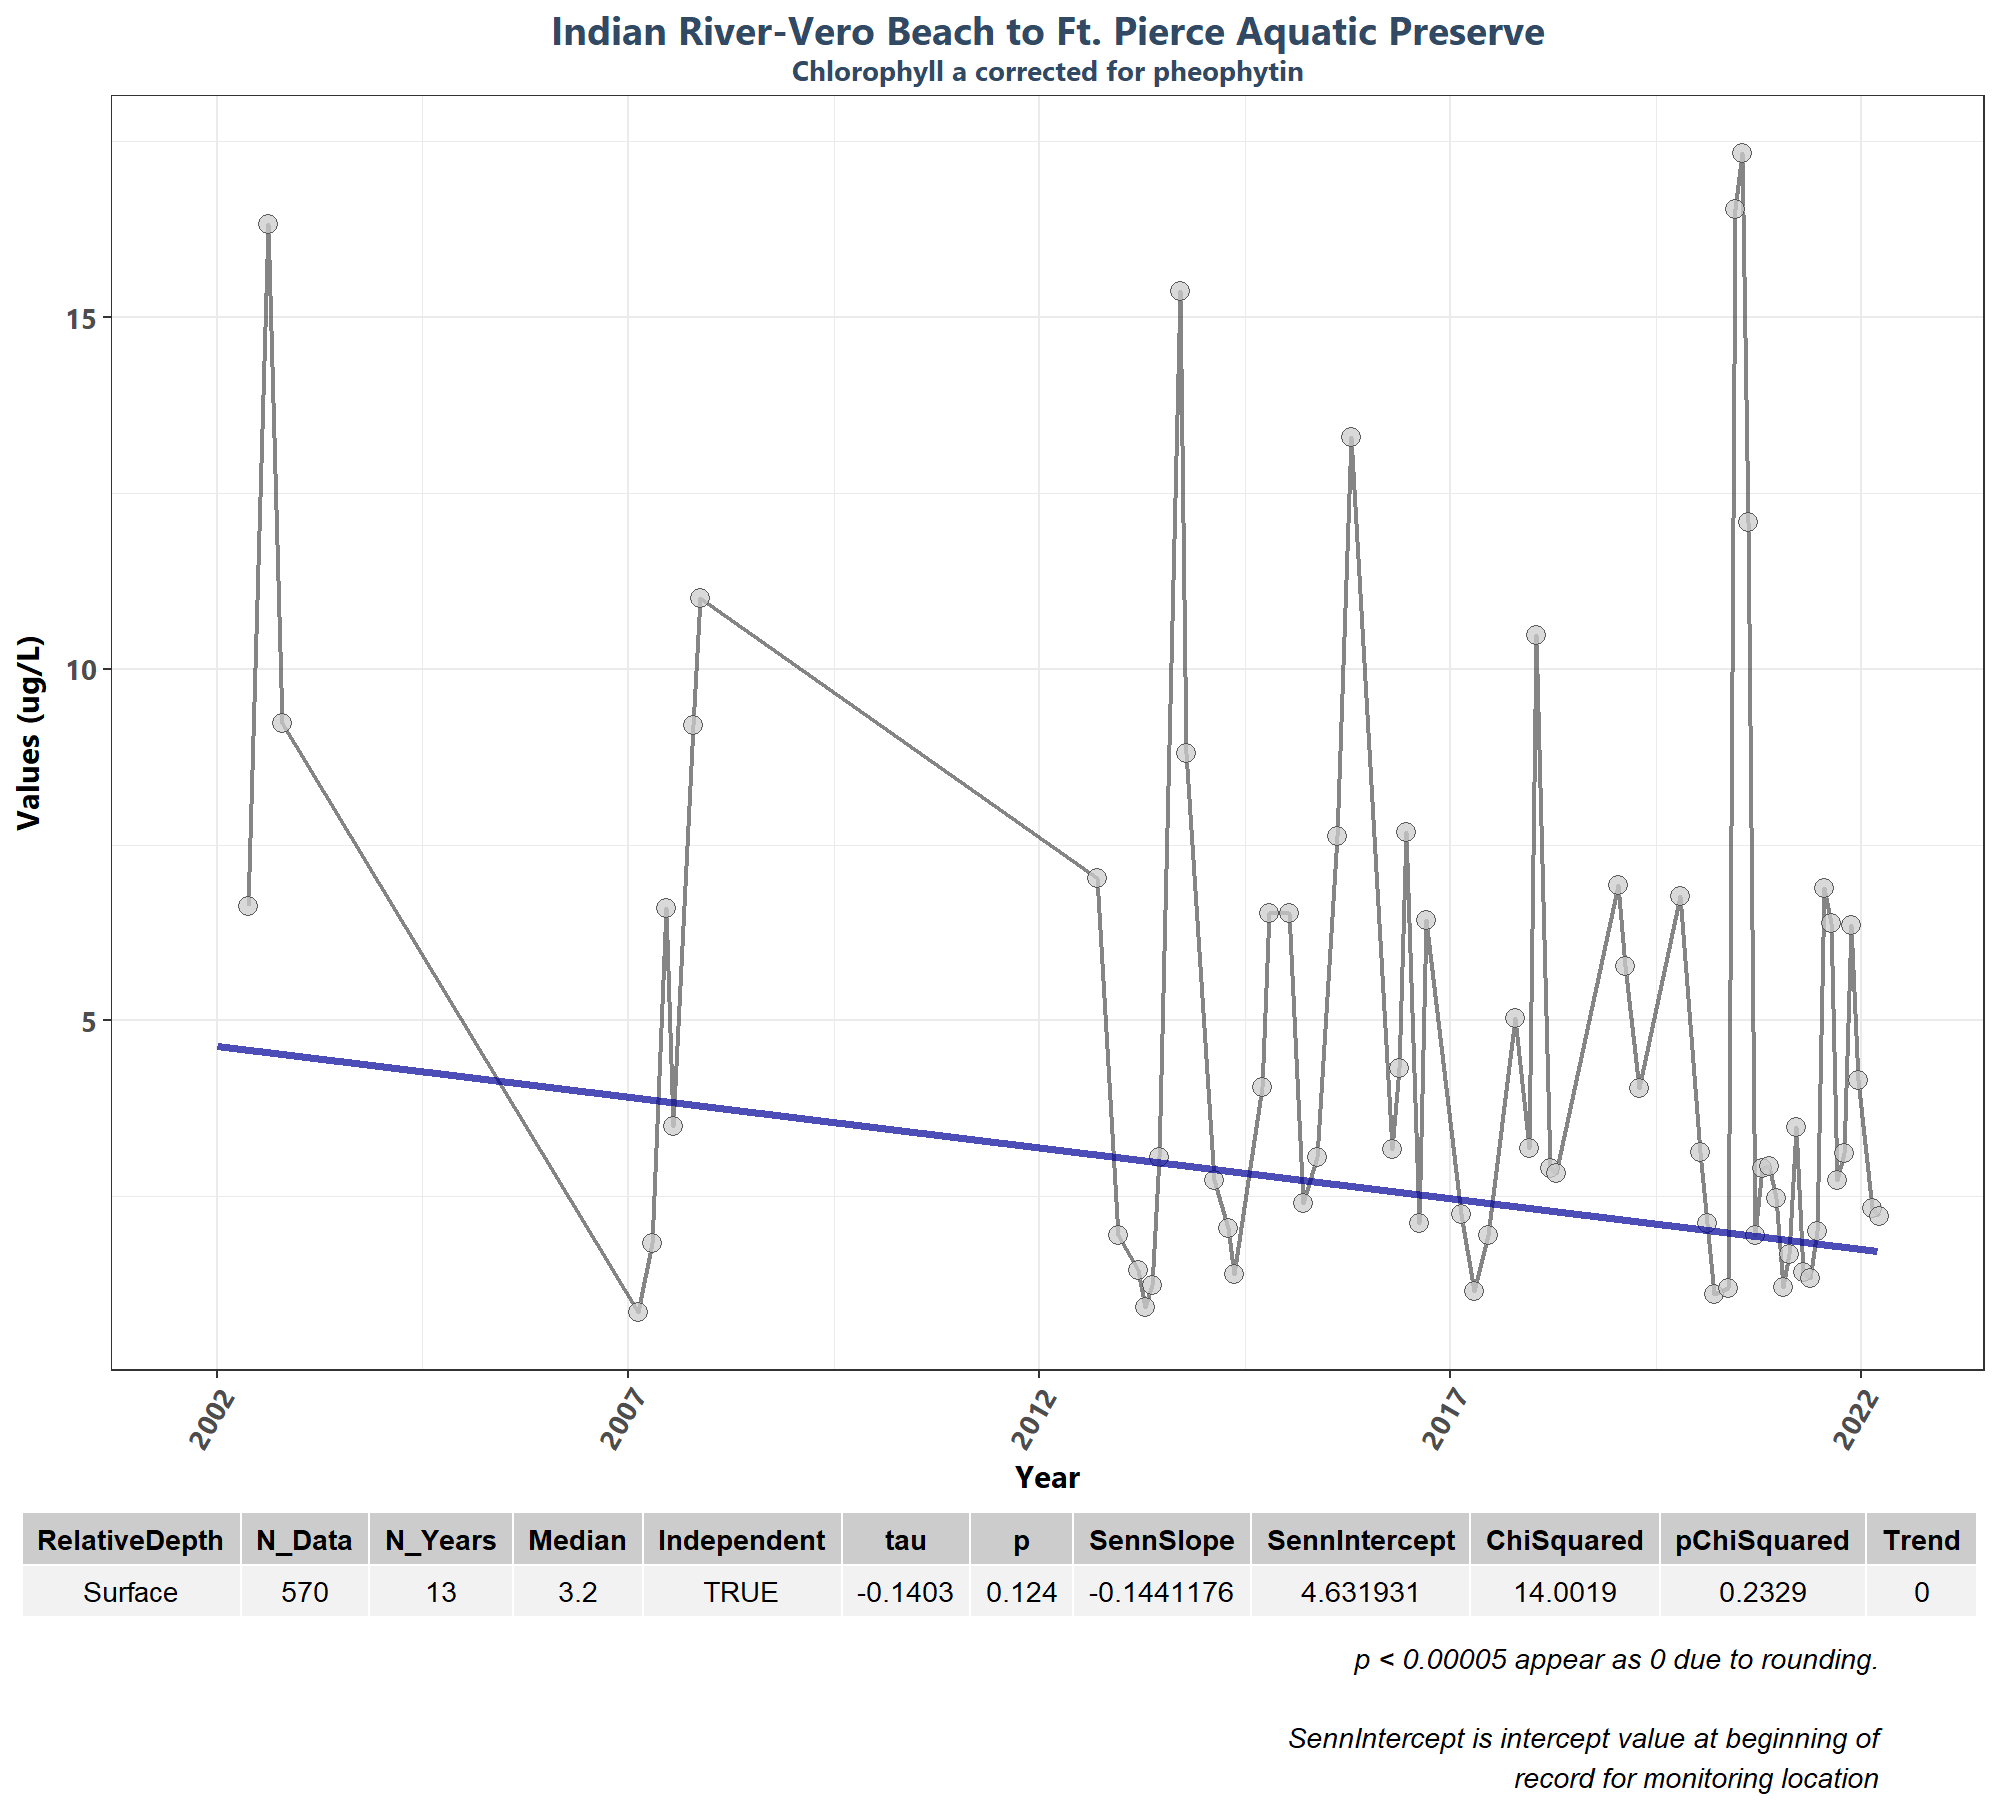 Indian River-Vero Beach to Ft. Pierce Aquatic Preserve
Chlorophyll a corrected for pheophytin
Values (ug/L)
15
10
5
2002
2007
2012
2017
2022
Year
RelativeDepth N_Data N_Years Median Independent tau p SennSlope SennIntercept ChiSquared pChiSquared Trend
Surface 570 13 3.2 TRUE -0.1403 0.124 -0.1441176 4.631931 14.0019 0.2329 0
p < 0.00005 appear as 0 due to rounding.
SennIntercept is intercept value at beginning of
record for monitoring location